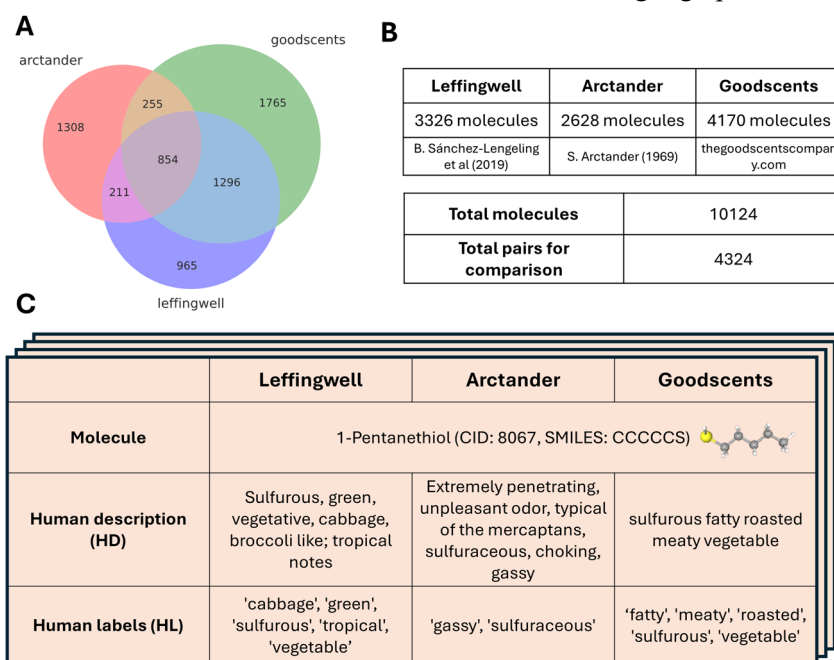 A
arctander
goodscents
1308
255
1765
854
211
1296
965
leffingwell
B
Leffingwell
Arctander
Goodscents
3326 molecules
2628 molecules
4170 molecules
B. Sánchez-Lengeling
et al (2019)
S. Arctander (1969)
thegoodscentscompar
y.com
Total molecules
10124
Total pairs for
comparison
4324
C
Leffingwell
Arctander
Goodscents
Molecule
1-Pentanethiol (CID: 8067, SMILES: CCCCCS)
Human description
(HD)
Sulfurous, green,
vegetative, cabbage,
broccoli like; tropical
notes
Extremely penetrating,
unpleasant odor, typical
of the mercaptans,
sulfuraceous, choking,
gassy
sulfurous fatty roasted
meaty vegetable
Human labels (HL)
'cabbage', 'green',
'sulfurous', 'tropical',
'vegetable’
'gassy', 'sulfuraceous'
‘fatty', 'meaty', 'roasted',
'sulfurous', 'vegetable'